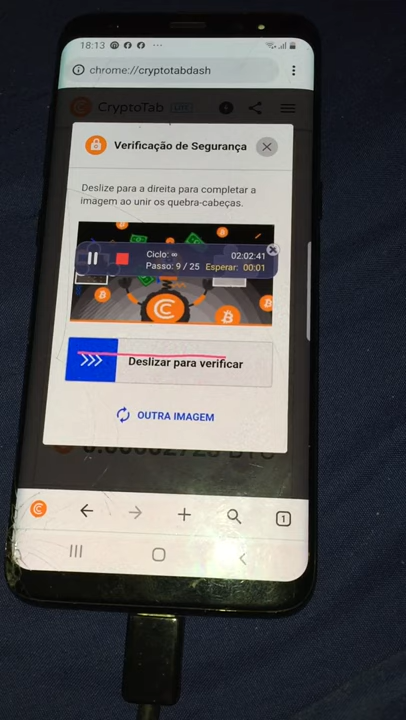 18:13
chrome://cryptotabdash
CryptoTab LITE
Verificação de Segurança
Deslize para a direita para completar a
imagem ao unir os quebra-cabeças.
Ciclo: ∞ 02:02:41
Passo: 9 / 25 Esperar: 00:01
Deslizar para verificar
OUTRA IMAGEM
1